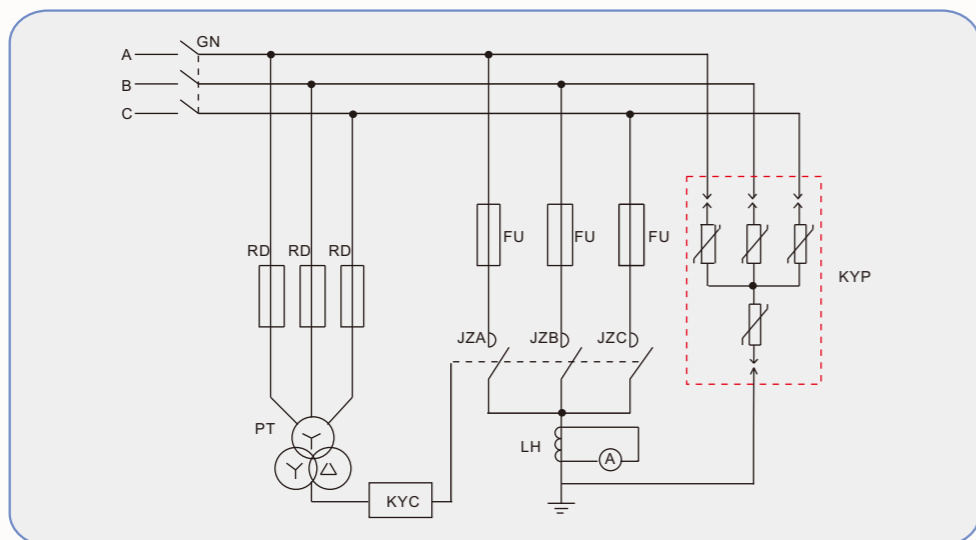 GN
A
B
C
FU FU FU
RD RD RD
KYP
JZA JZB JZC
PT
LH
A
KYC